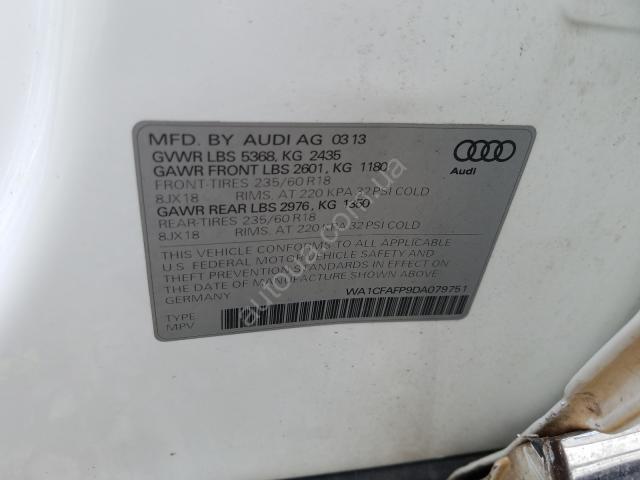 MFD. BY AUDI AG 0313
GVWR LBS 5368, KG 2435
GAWR FRONT LBS 2601, KG 1180
FRONT-TIRES 235/60 R18
8JX18 RIMS, AT 220 KPA 32 PSI COLD
GAWR REAR LBS 2976, KG 1350
REAR-TIRES 235/60 R18
8JX18 RIMS, AT 220 KPA 32 PSI COLD
THIS VEHICLE CONFORMS TO ALL APPLICABLE
U.S. FEDERAL MOTOR VEHICLE SAFETY AND
THEFT PREVENTION STANDARDS IN EFFECT ON
THE DATE OF MANUFACTURE SHOWN ABOVE.
GERMANY
WA1CFAFP9DA079751
TYPE
MPV
Audi
autoua.com.ua